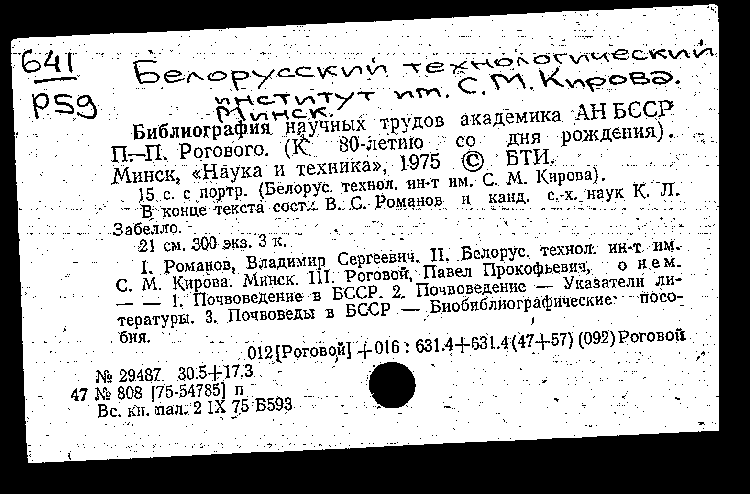 641
Р59
Белорусский технологический
институт им. С. М. Кирова.
Минск.
Библиография научных трудов академика АН БССР
П. П. Рогового. (К 80-летию со дня рождения).
Минск, «Наука и техника», 1975 © БТИ.
15 с. с портр. (Белорус. технол. ин-т им. С. М. Кирова).
В конце текста сост.: В. С. Романов и канд. с.-х. наук К. Л.
Забелло.
21 см. 300 экз. 3 к.
I. Романов, Владимир Сергеевич. II. Белорус. технол. ин-т им.
С. М. Кирова. Минск. III. Роговой, Павел Прокофьевич, о нем.
— — 1. Почвоведение в БССР. 2. Почвоведение — Указатели ли-
тературы. 3. Почвоведы в БССР — Биобиблиографические посо-
бия.
012[Роговой]+016 : 631.4+631.4(47+57) (092) Роговой
№ 29487 30.5+17.3
47 № 808 [75-54785] п
Вс. кн. пал. 2 IX 75 Б593